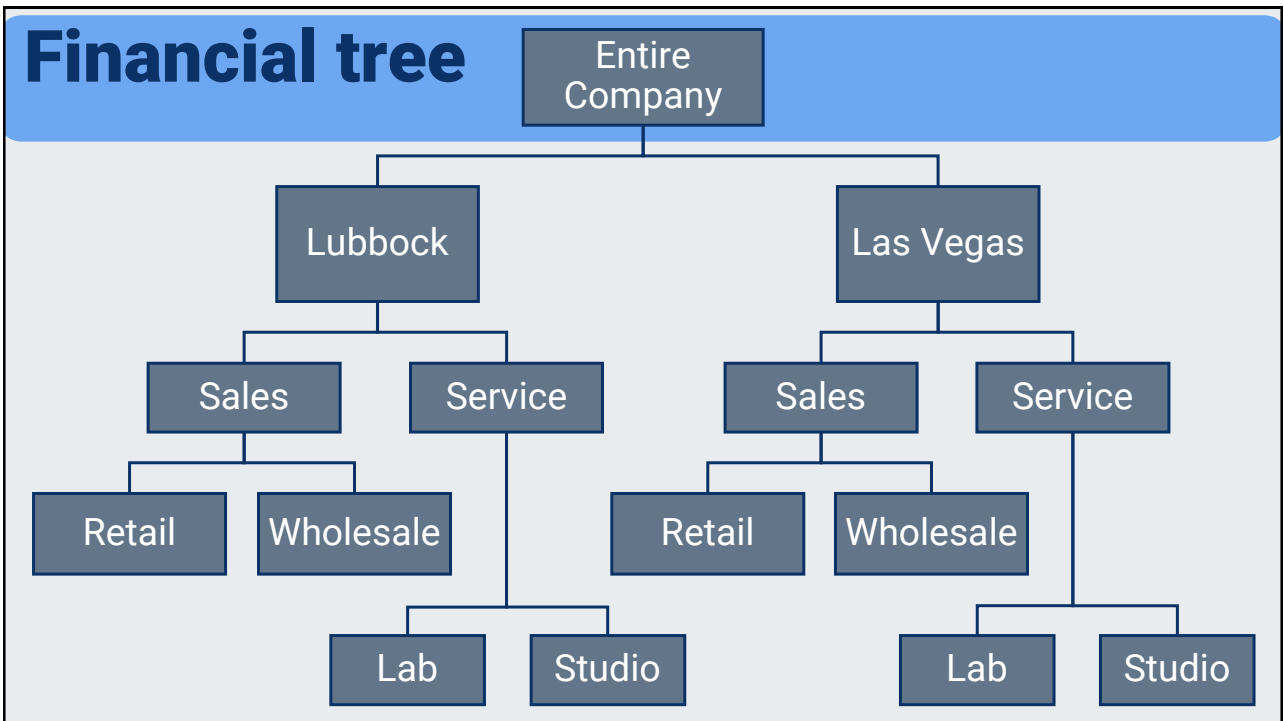 Financial tree
Entire
Company
Lubbock
Las Vegas
Sales
Service
Sales
Service
Retail
Wholesale
Retail
Wholesale
Lab
Studio
Lab
Studio